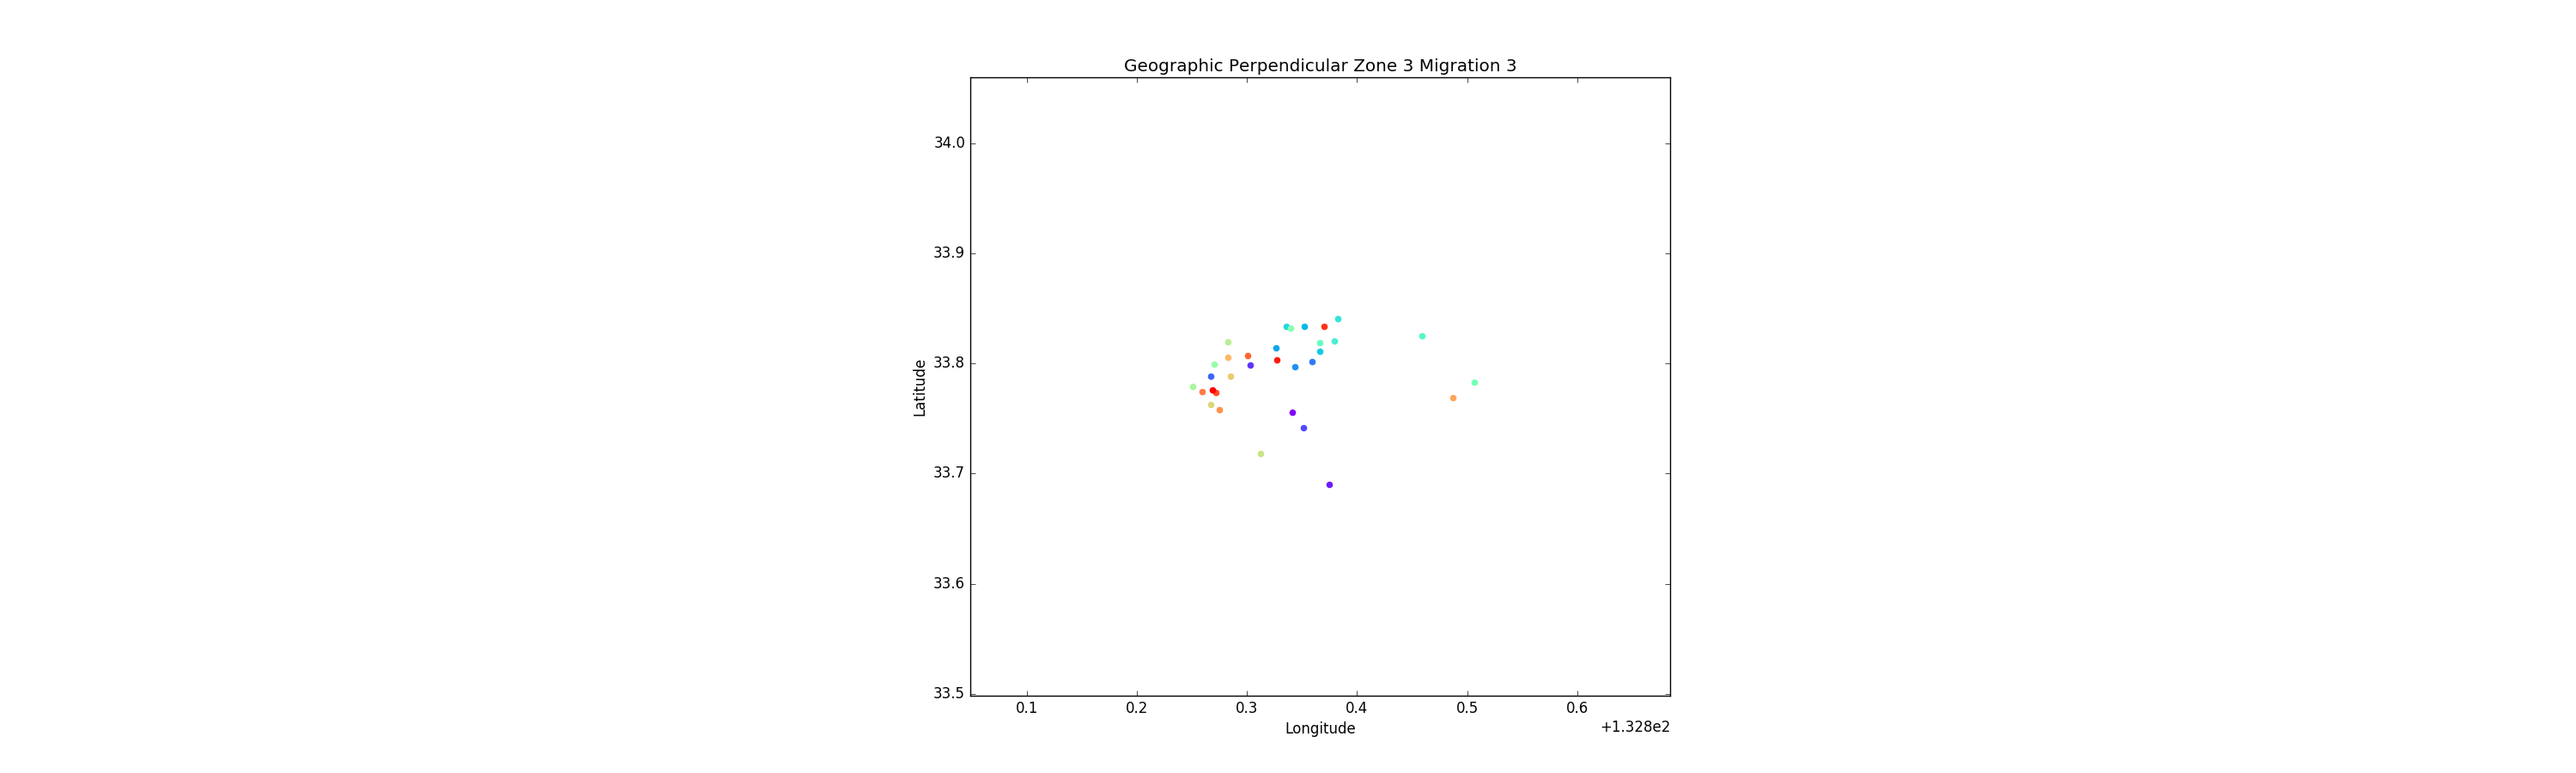 Geographic Perpendicular Zone 3 Migration 3
34.0
33.9
33.8
33.7
33.6
33.5
Latitude
0.1 0.2 0.3 0.4 0.5 0.6
Longitude
+1.328e2